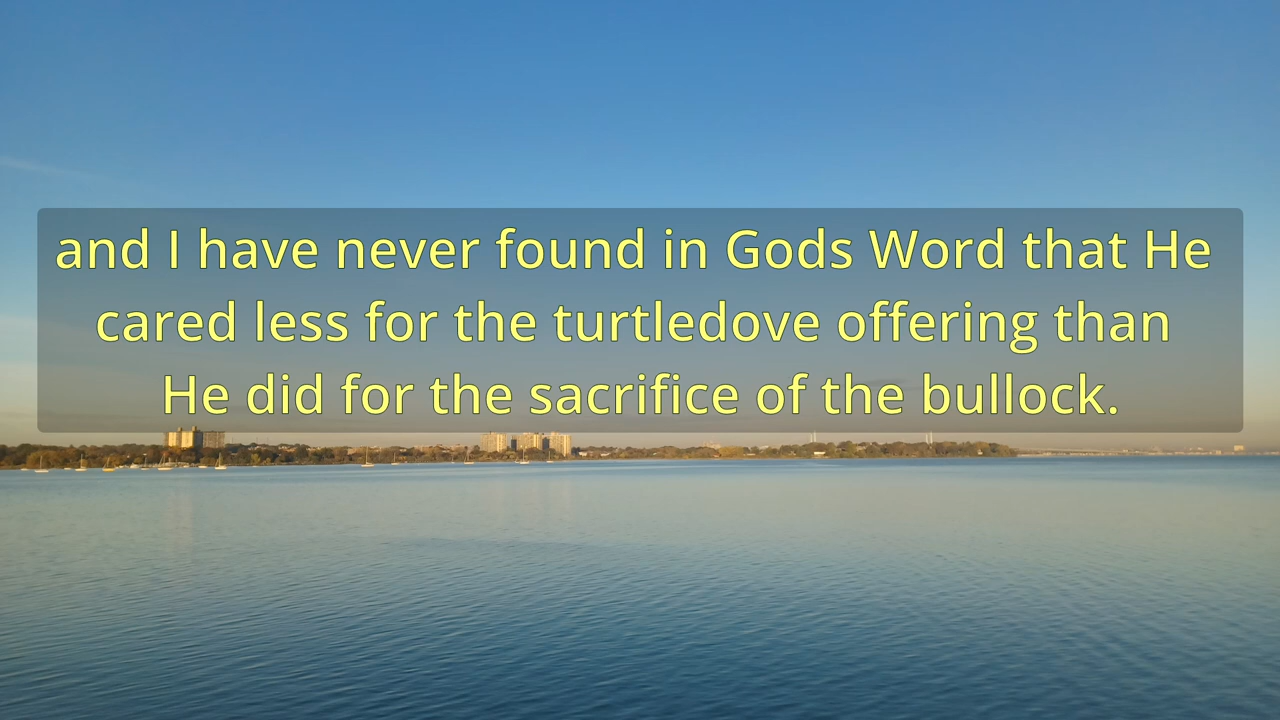 and I have never found in Gods Word that He
cared less for the turtledove offering than
He did for the sacrifice of the bullock.